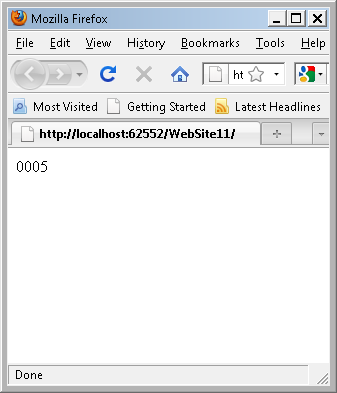 Mozilla Firefox
File Edit View History Bookmarks Tools Help
ht
Most Visited Getting Started Latest Headlines
http://localhost:62552/WebSite11/
0005
Done